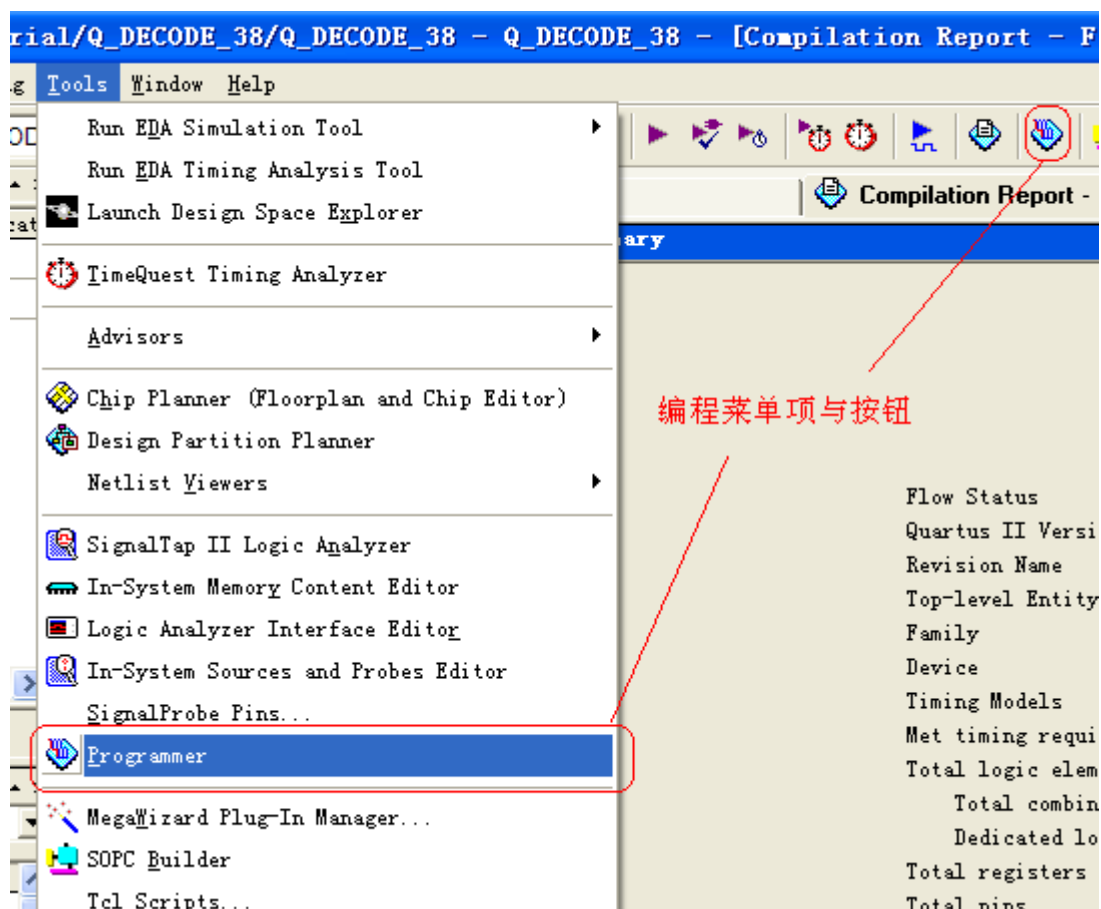 rial/Q_DECODE_38/Q_DECODE_38 - Q_DECODE_38 - [Compilation Report - F
g Tools Window Help
Run EDA Simulation Tool
Run EDA Timing Analysis Tool
Launch Design Space Explorer
Compilation Report -
ary
TimeQuest Timing Analyzer
Advisors
Chip Planner (Floorplan and Chip Editor)
编程菜单项与按钮
Design Partition Planner
Netlist Viewers
Flow Status
Quartus II Versi
SignalTap II Logic Analyzer
Revision Name
In-System Memory Content Editor
Top-level Entity
Logic Analyzer Interface Editor
Family
In-System Sources and Probes Editor
Device
SignalProbe Pins...
Timing Models
Met timing requi
Programmer
Total logic elem
Total combin
MegaWizard Plug-In Manager...
Dedicated lo
SOPC Builder
Total registers
Tcl Scripts...
Total pins